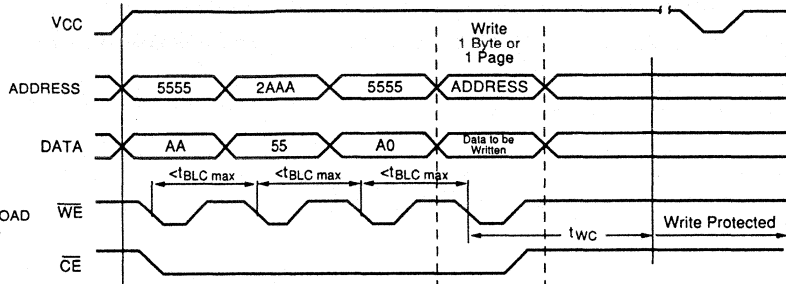 VCC
Write
1 Byte or
1 Page
ADDRESS 5555 2AAA 5555 ADDRESS
DATA AA 55 A0 Data to be
Written
<tBLC max <tBLC max <tBLC max
OAD WE
tWC Write Protected
CE